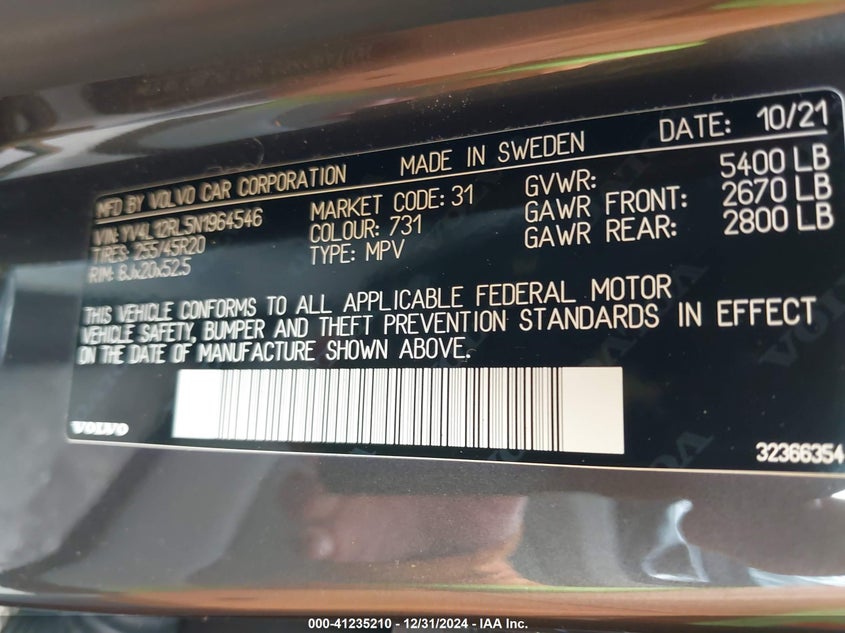 MFD BY VOLVO CAR CORPORATION MADE IN SWEDEN DATE: 10/21
VIN: YV4L12RL5N1964546 MARKET CODE: 31 GVWR: 5400 LB
TIRES: 255/45R20 COLOUR: 731 GAWR FRONT: 2670 LB
RIM: 8Jx20x52.5 TYPE: MPV GAWR REAR: 2800 LB
THIS VEHICLE CONFORMS TO ALL APPLICABLE FEDERAL MOTOR
VEHICLE SAFETY, BUMPER AND THEFT PREVENTION STANDARDS IN EFFECT
ON THE DATE OF MANUFACTURE SHOWN ABOVE.
VOLVO
32366354
000-41235210 - 12/31/2024 - IAA Inc.